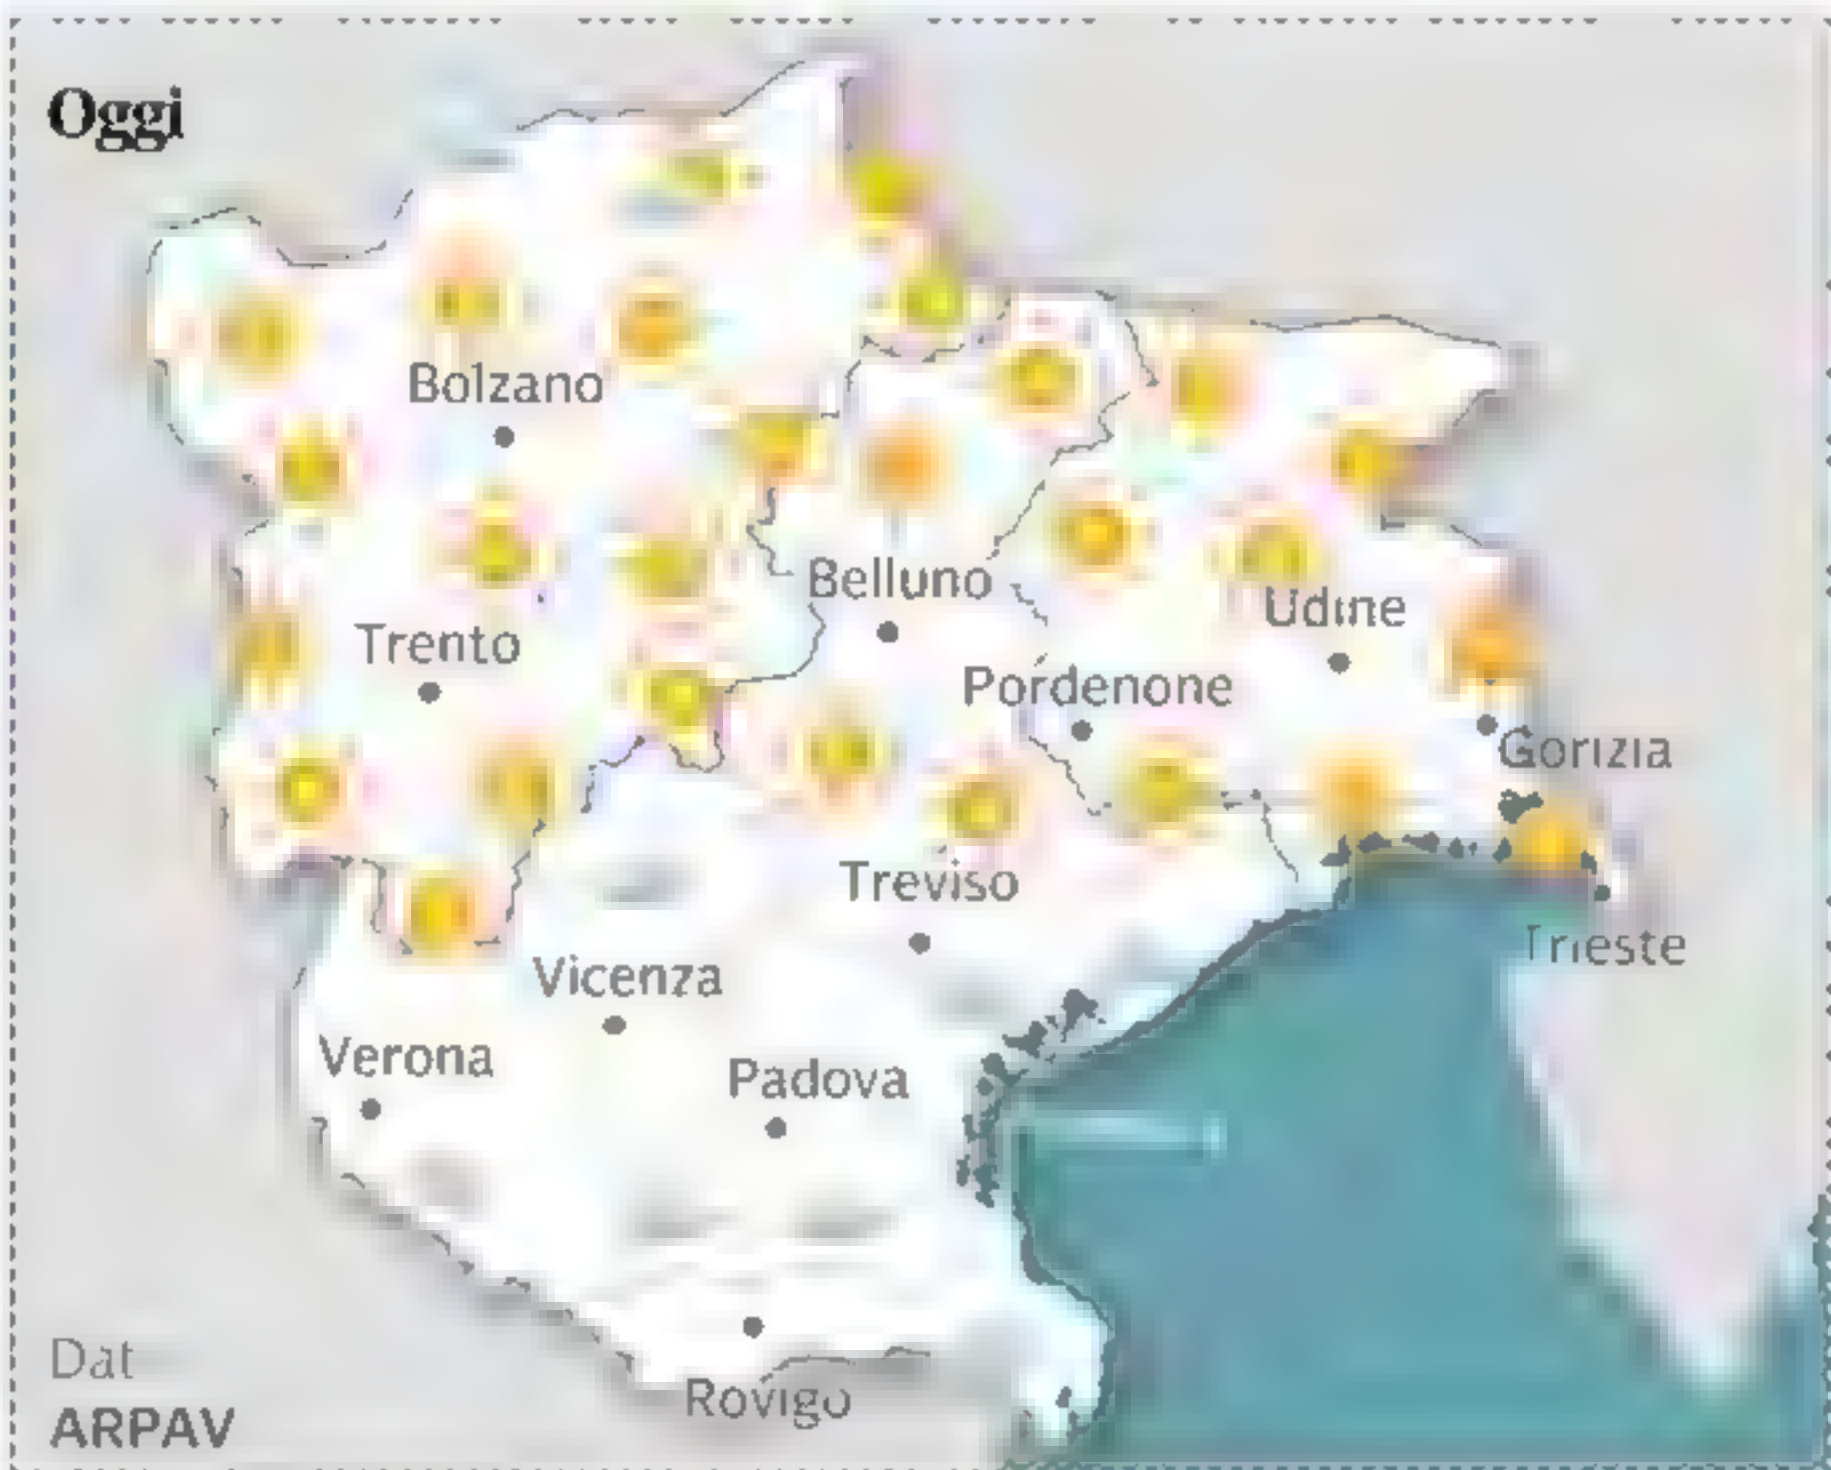 Oggi
Bolzano
Belluno
Udine
Trento
Pordenone
Gorizia
Treviso
Trieste
Vicenza
Verona
Padova
Rovigo
Dat
ARPAV